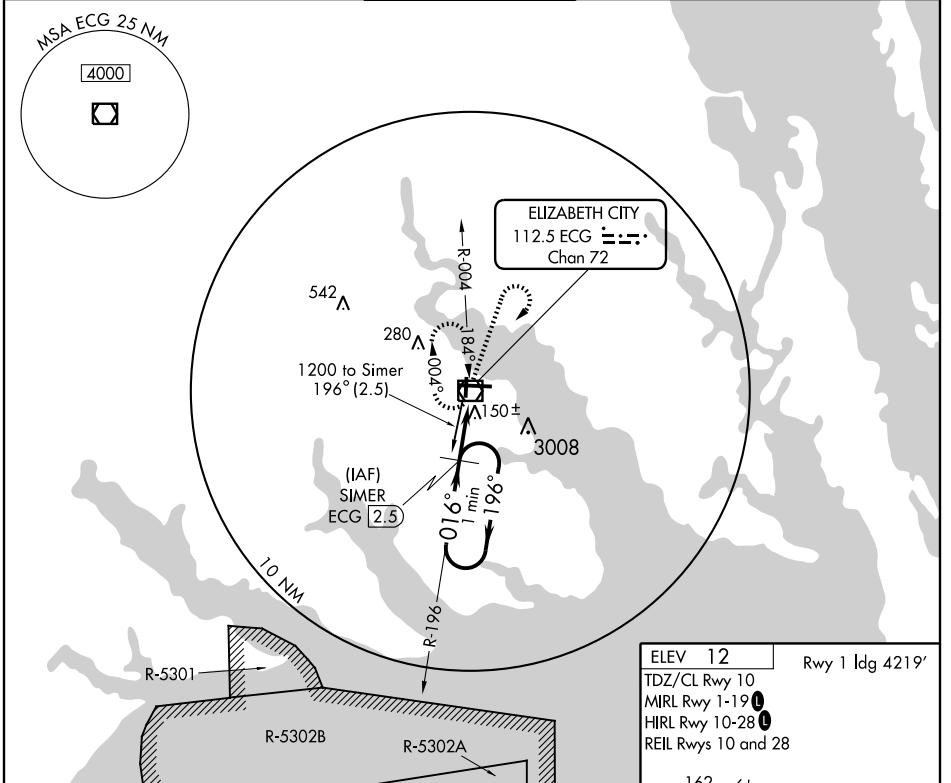 MSA ECG 25 NM
4000
ELIZABETH CITY
112.5 ECG
Chan 72
R-004
542
280
184°
004°
1200 to Simer
196° (2.5)
150±
3008
(IAF)
SIMER
ECG 2.5
016°
1 min
196°
10 NM
R-196
R-5301
R-5302B
R-5302A
ELEV 12
Rwy 1 ldg 4219'
TDZ/CL Rwy 10
MIRL Rwy 1-19 L
HIRL Rwy 10-28 L
REIL Rwys 10 and 28